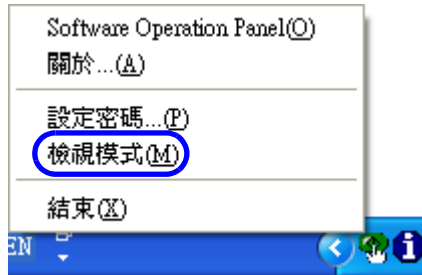 Software Operation Panel(O)
關於...(A)
設定密碼...(P)
檢視模式(M)
結束(X)
EN